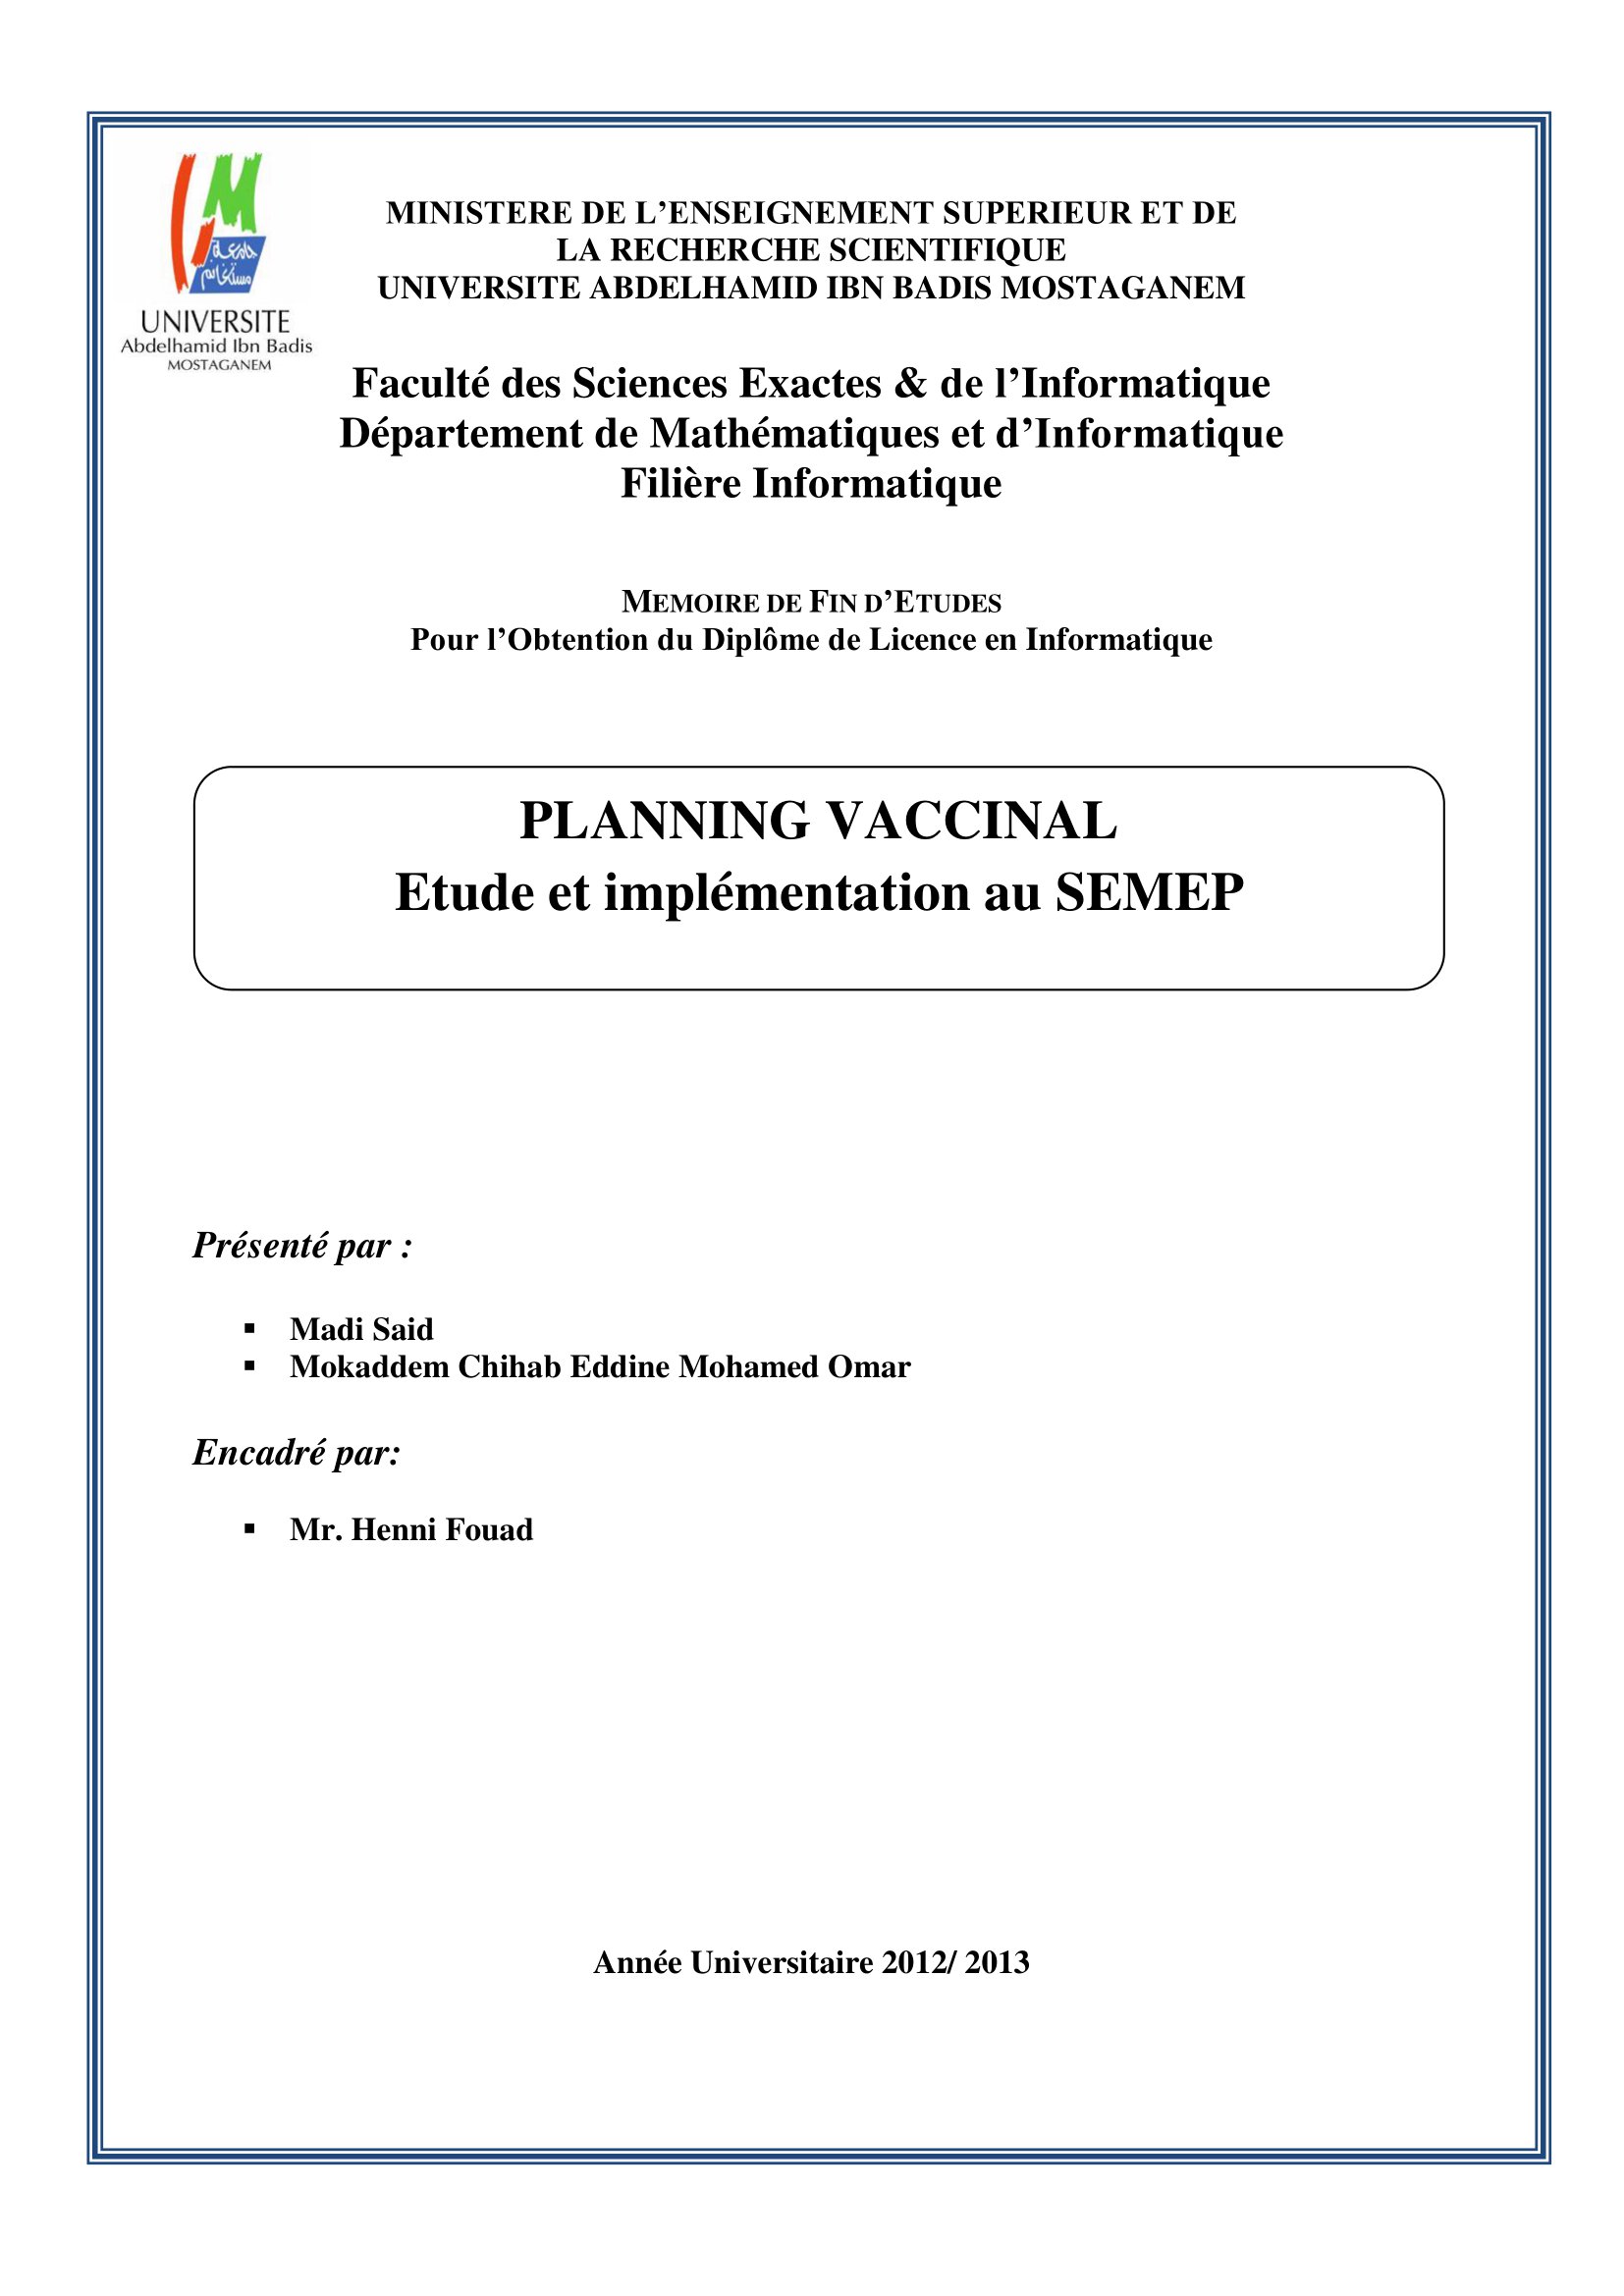 جامعة
مستغانم
UNIVERSITE
Abdelhamid Ibn Badis
MOSTAGANEM
MINISTERE DE L’ENSEIGNEMENT SUPERIEUR ET DE
LA RECHERCHE SCIENTIFIQUE
UNIVERSITE ABDELHAMID IBN BADIS MOSTAGANEM
Faculté des Sciences Exactes & de l’Informatique
Département de Mathématiques et d’Informatique
Filière Informatique
MEMOIRE DE FIN D’ETUDES
Pour l’Obtention du Diplôme de Licence en Informatique
PLANNING VACCINAL
Etude et implémentation au SEMEP
Présenté par :
▪ Madi Said
▪ Mokaddem Chihab Eddine Mohamed Omar
Encadré par:
▪ Mr. Henni Fouad
Année Universitaire 2012/ 2013